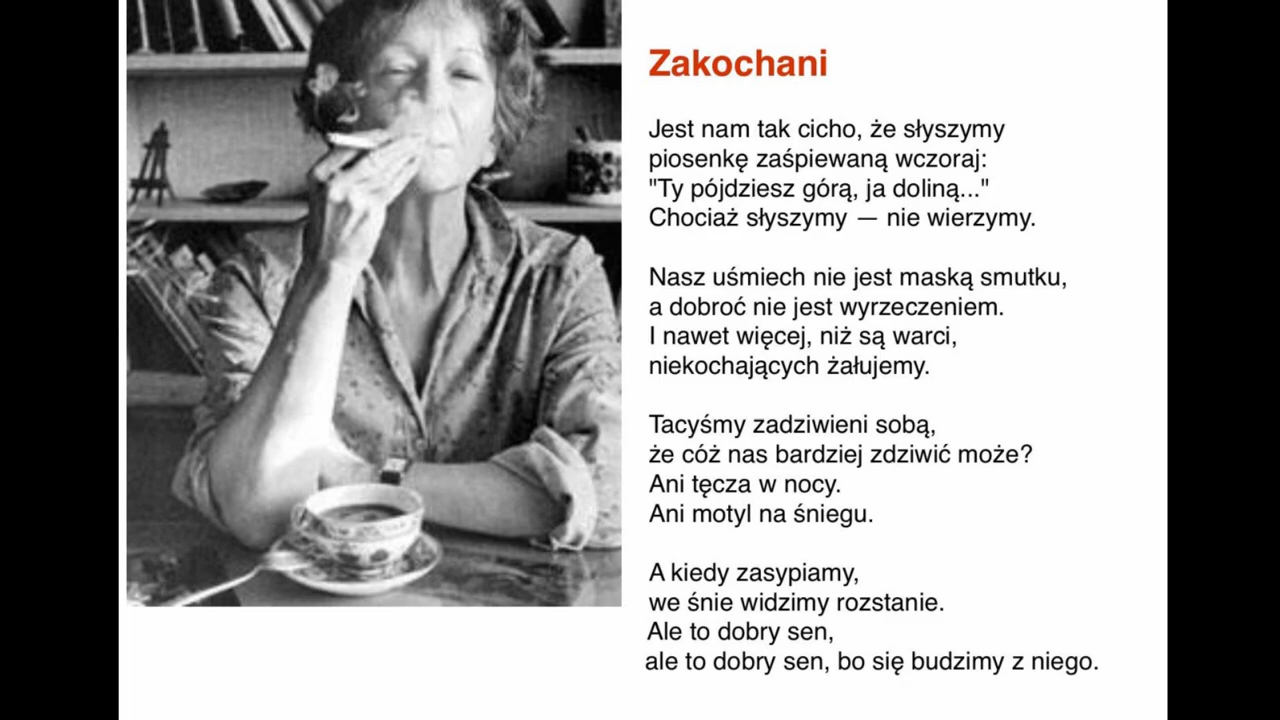 Zakochani
Jest nam tak cicho, że słyszymy
piosenkę zaśpiewaną wczoraj:
"Ty pójdziesz górą, ja doliną..."
Chociaż słyszymy — nie wierzymy.
Nasz uśmiech nie jest maską smutku,
a dobroć nie jest wyrzeczeniem.
I nawet więcej, niż są warci,
niekochających żałujemy.
Tacyśmy zadziwieni sobą,
że cóż nas bardziej zdziwić może?
Ani tęcza w nocy.
Ani motyl na śniegu.
A kiedy zasypiamy,
we śnie widzimy rozstanie.
Ale to dobry sen,
ale to dobry sen, bo się budzimy z niego.